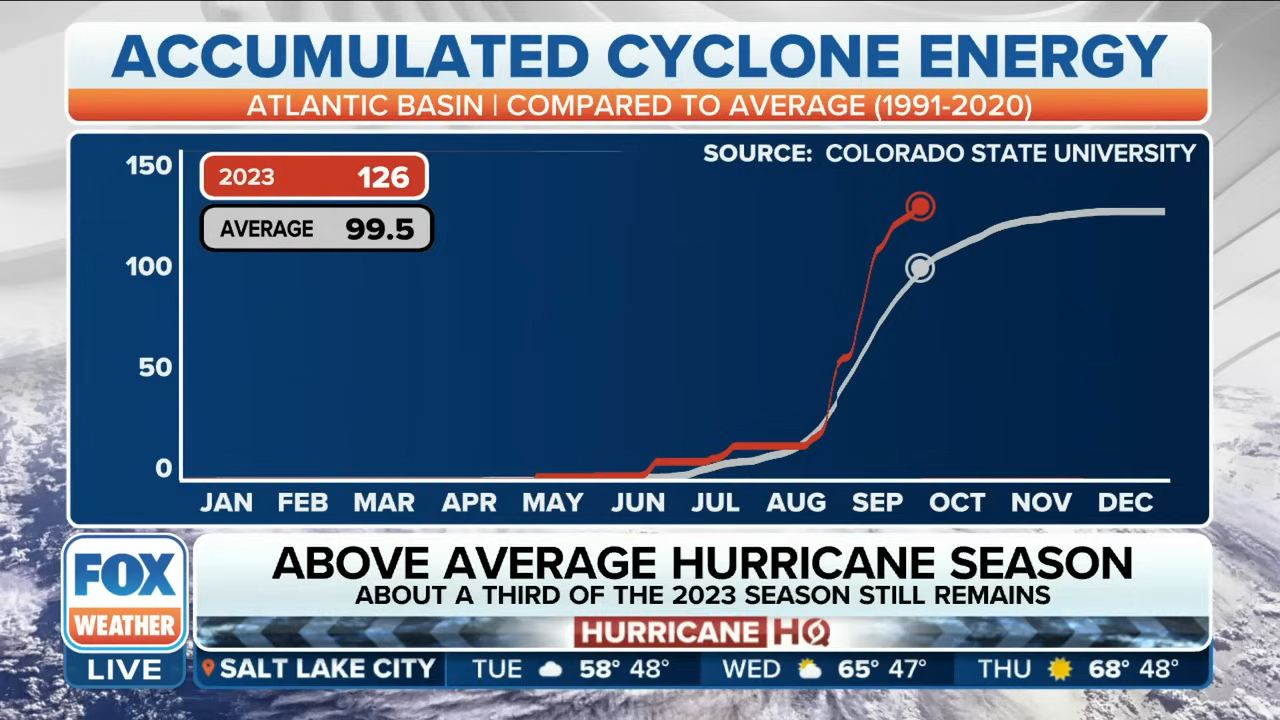 ACCUMULATED CYCLONE ENERGY
ATLANTIC BASIN | COMPARED TO AVERAGE (1991-2020)
SOURCE: COLORADO STATE UNIVERSITY
2023 126
AVERAGE 99.5
150
100
50
0
JAN FEB MAR APR MAY JUN JUL AUG SEP OCT NOV DEC
FOX
WEATHER
LIVE
ABOVE AVERAGE HURRICANE SEASON
ABOUT A THIRD OF THE 2023 SEASON STILL REMAINS
HURRICANE HQ
SALT LAKE CITY TUE 58° 48° WED 65° 47° THU 68° 48°